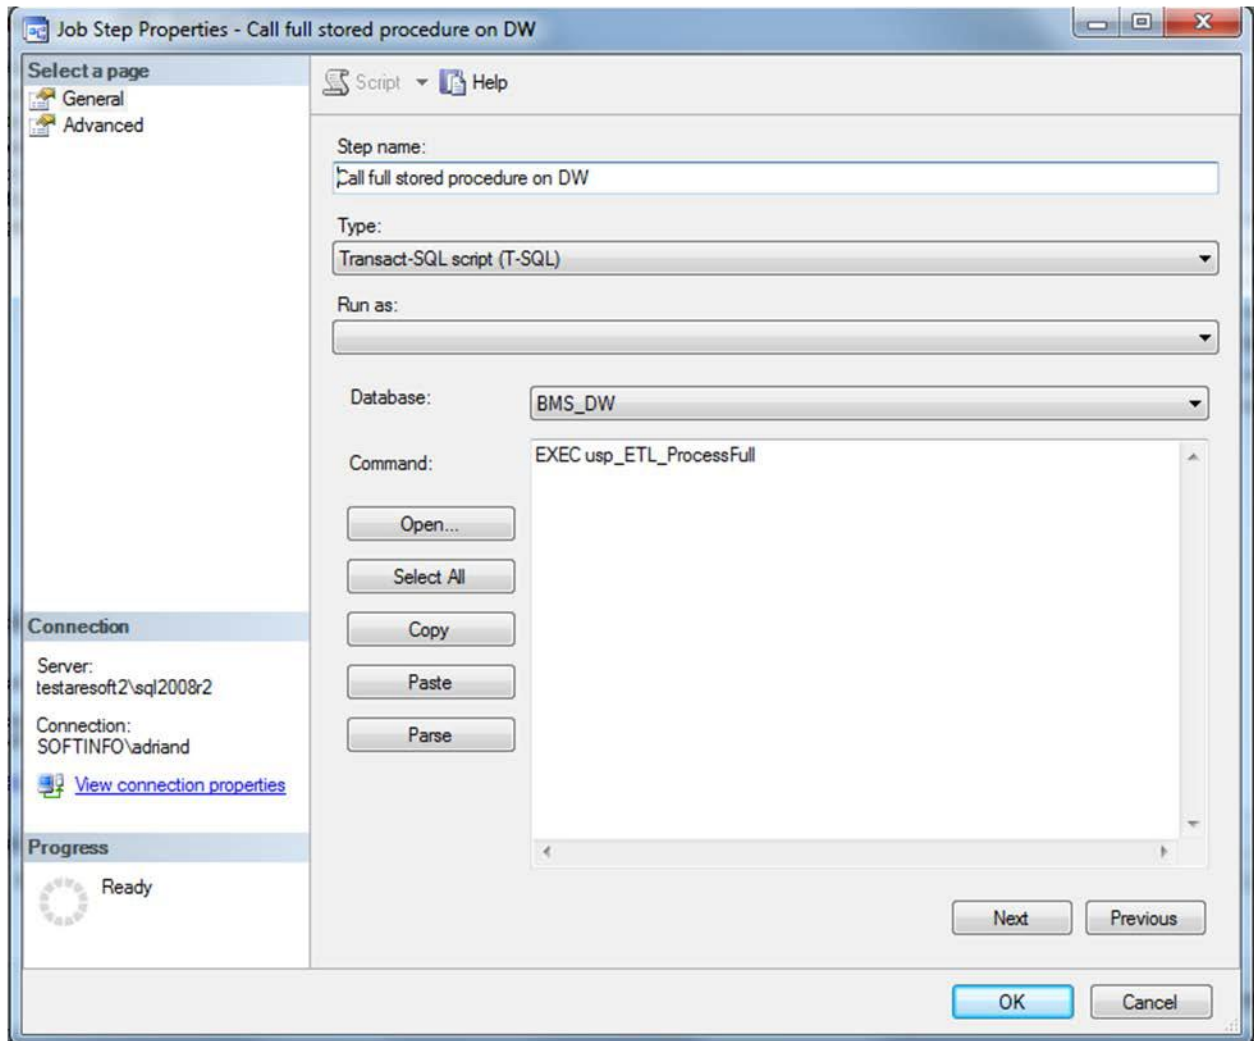 Job Step Properties - Call full stored procedure on DW
Select a page
General
Advanced
Script
Help
Step name:
Call full stored procedure on DW
Type:
Transact-SQL script (T-SQL)
Run as:
Database:
BMS_DW
Command:
EXEC usp_ETL_ProcessFull
Open...
Select All
Copy
Paste
Parse
Connection
Server:
testaresoft2\sql2008r2
Connection:
SOFTINFO\adriand
View connection properties
Progress
Ready
Next
Previous
OK
Cancel